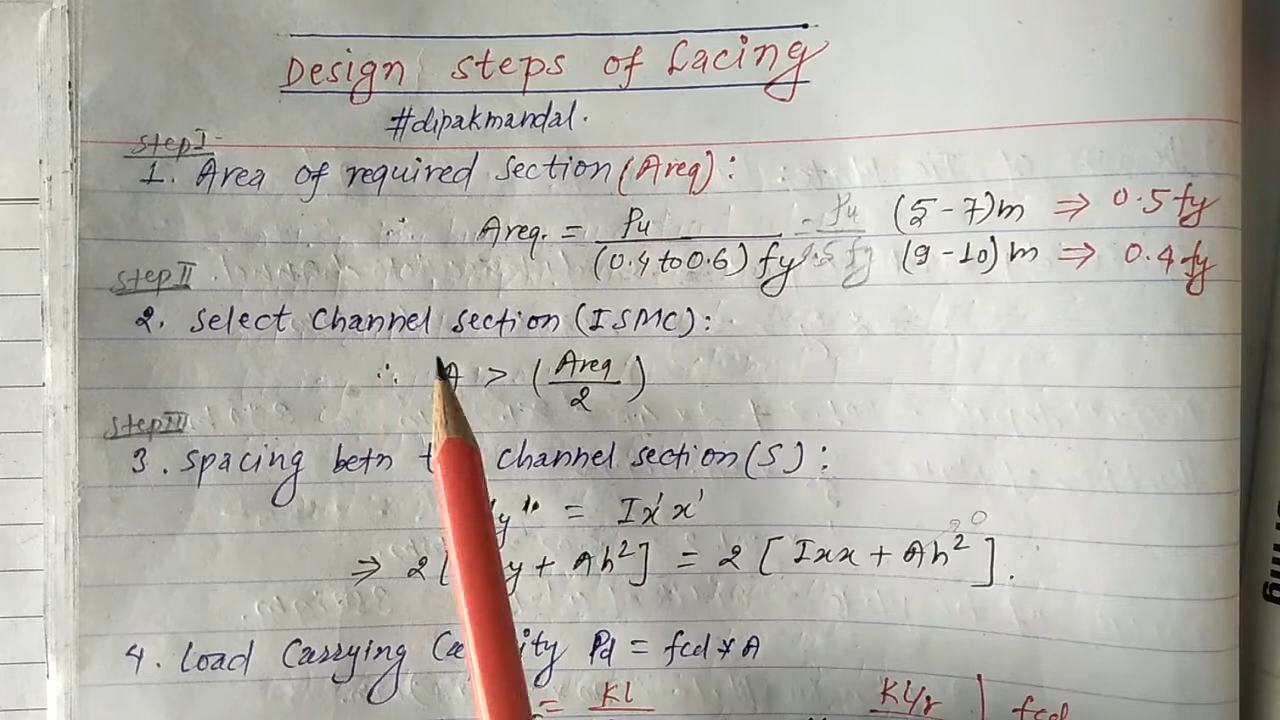 Design steps of Lacing
#dipakmandal.
Step I
1. Area of required section (Areq) :
∴ Areq. = Pu / (0.4 to 0.6) fy = Pu / 0.5 fy (5-7)m ⇒ 0.5 fy
(9-10)m ⇒ 0.4 fy
Step II
2. Select Channel section (ISMC) :
∴ A > (Areq / 2)
Step III
3. Spacing betn channel section (S) :
= Ix'x'
⇒ 2[ y + Ah²] = 2 [Ixx + Ah² 0].
4. Load Carrying Pd = fcd * A
= Kl
Kl/r fcd